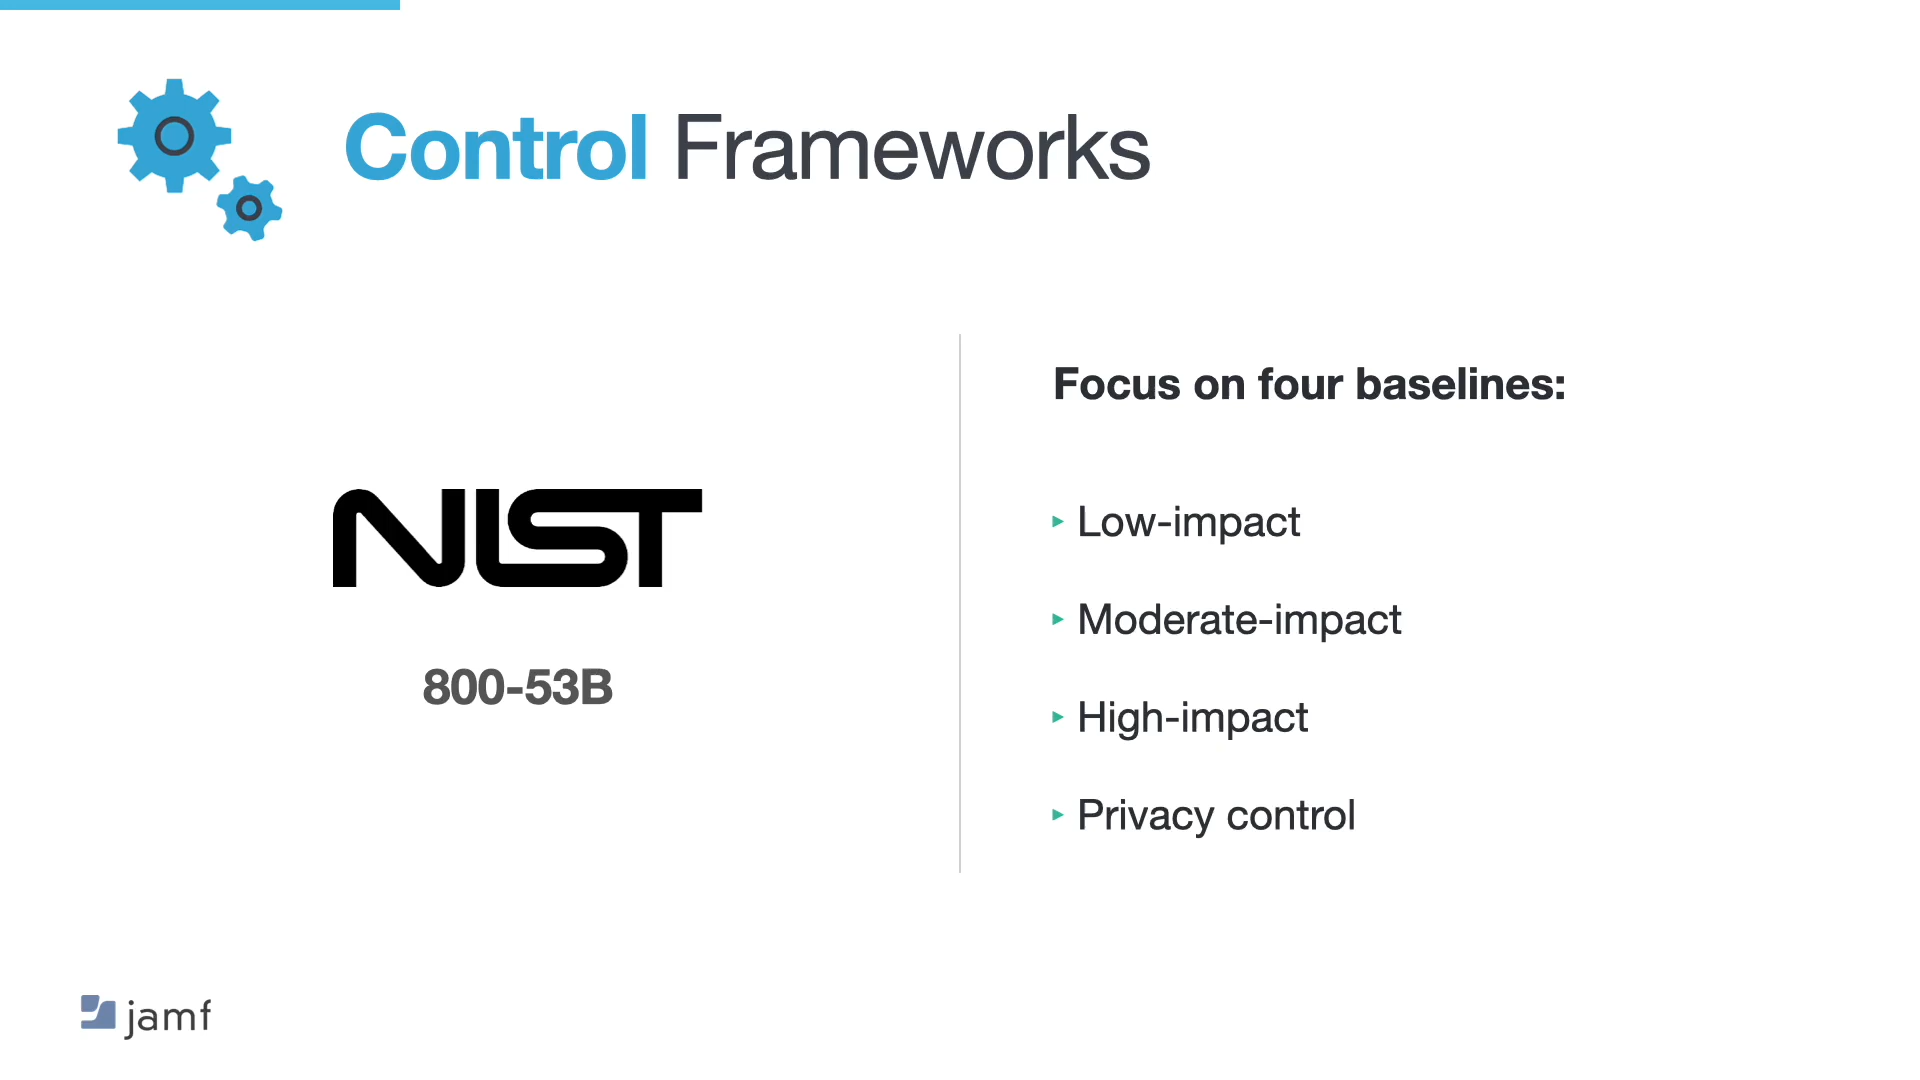 Control Frameworks
NIST
800-53B
Focus on four baselines:
Low-impact
Moderate-impact
High-impact
Privacy control
jamf